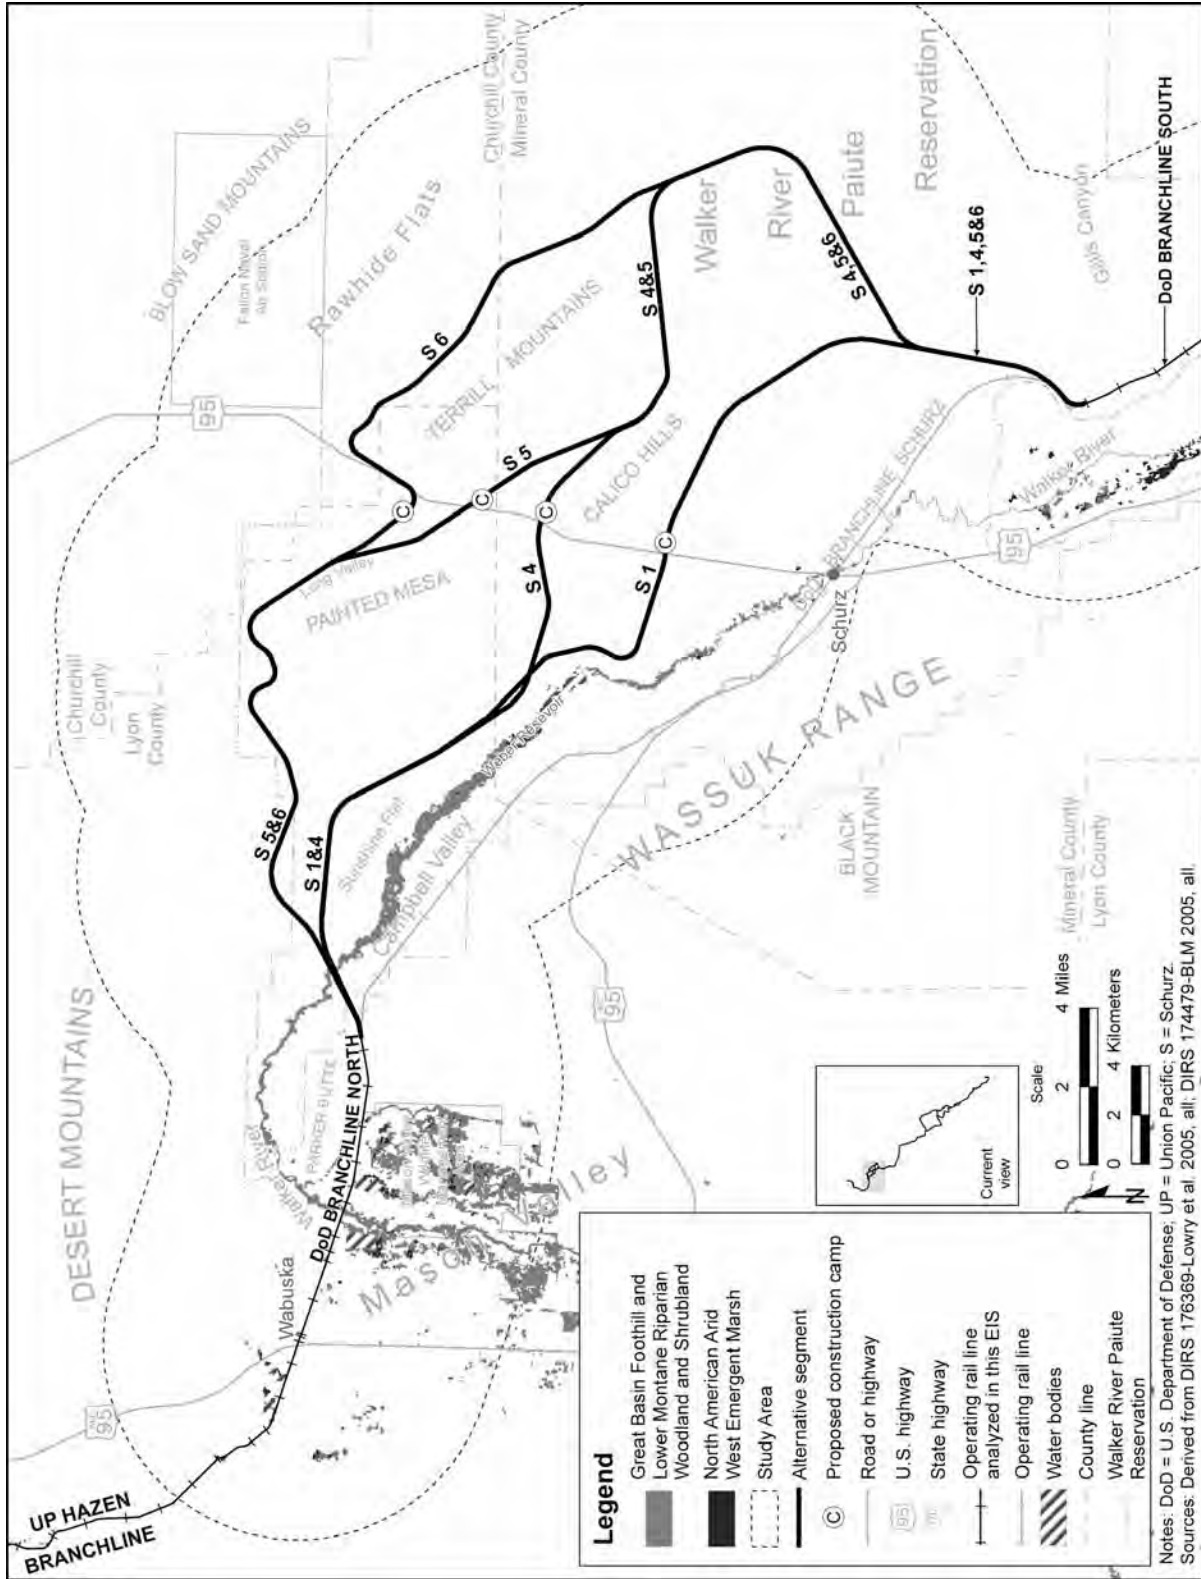 DESERT MOUNTAINS
BLOW SAND MOUNTAINS
Fallon Naval
Air Station
Rawhide Flats
Churchill County
Mineral County
Churchill
County
Lyon
County
95
S 6
TERRILL MOUNTAINS
S 5&6
S 1&4
S 5
S 4
S 1
S 4&5
S 4,5&6
S 1,4,5&6
C
C
C
C
Long Valley
PAINTED MESA
CALICO HILLS
Walker
River
Paiute
Reservation
Gillis Canyon
DoD BRANCHLINE SOUTH
DoD BRANCHLINE SCHURZ
Walker River
95
Schurz
Weber Resevoir
Sunshine Flat
Campbell Valley
WASSUK RANGE
BLACK
MOUNTAIN
Mineral County
Lyon County
95
UP HAZEN
BRANCHLINE
95
Wabuska
DoD BRANCHLINE NORTH
Walker River
PARKER BUTTE
Mason Valley
Current
view
Scale
0 2 4 Miles
0 2 4 Kilometers
N
Legend
Great Basin Foothill and
Lower Montane Riparian
Woodland and Shrubland
North American Arid
West Emergent Marsh
Study Area
Alternative segment
C Proposed construction camp
Road or highway
95 U.S. highway
State highway
Operating rail line
analyzed in this EIS
Operating rail line
Water bodies
County line
Walker River Paiute
Reservation
Notes: DoD = U.S. Department of Defense; UP = Union Pacific; S = Schurz.
Sources: Derived from DIRS 176369-Lowry et al. 2005, all; DIRS 174479-BLM 2005, all.